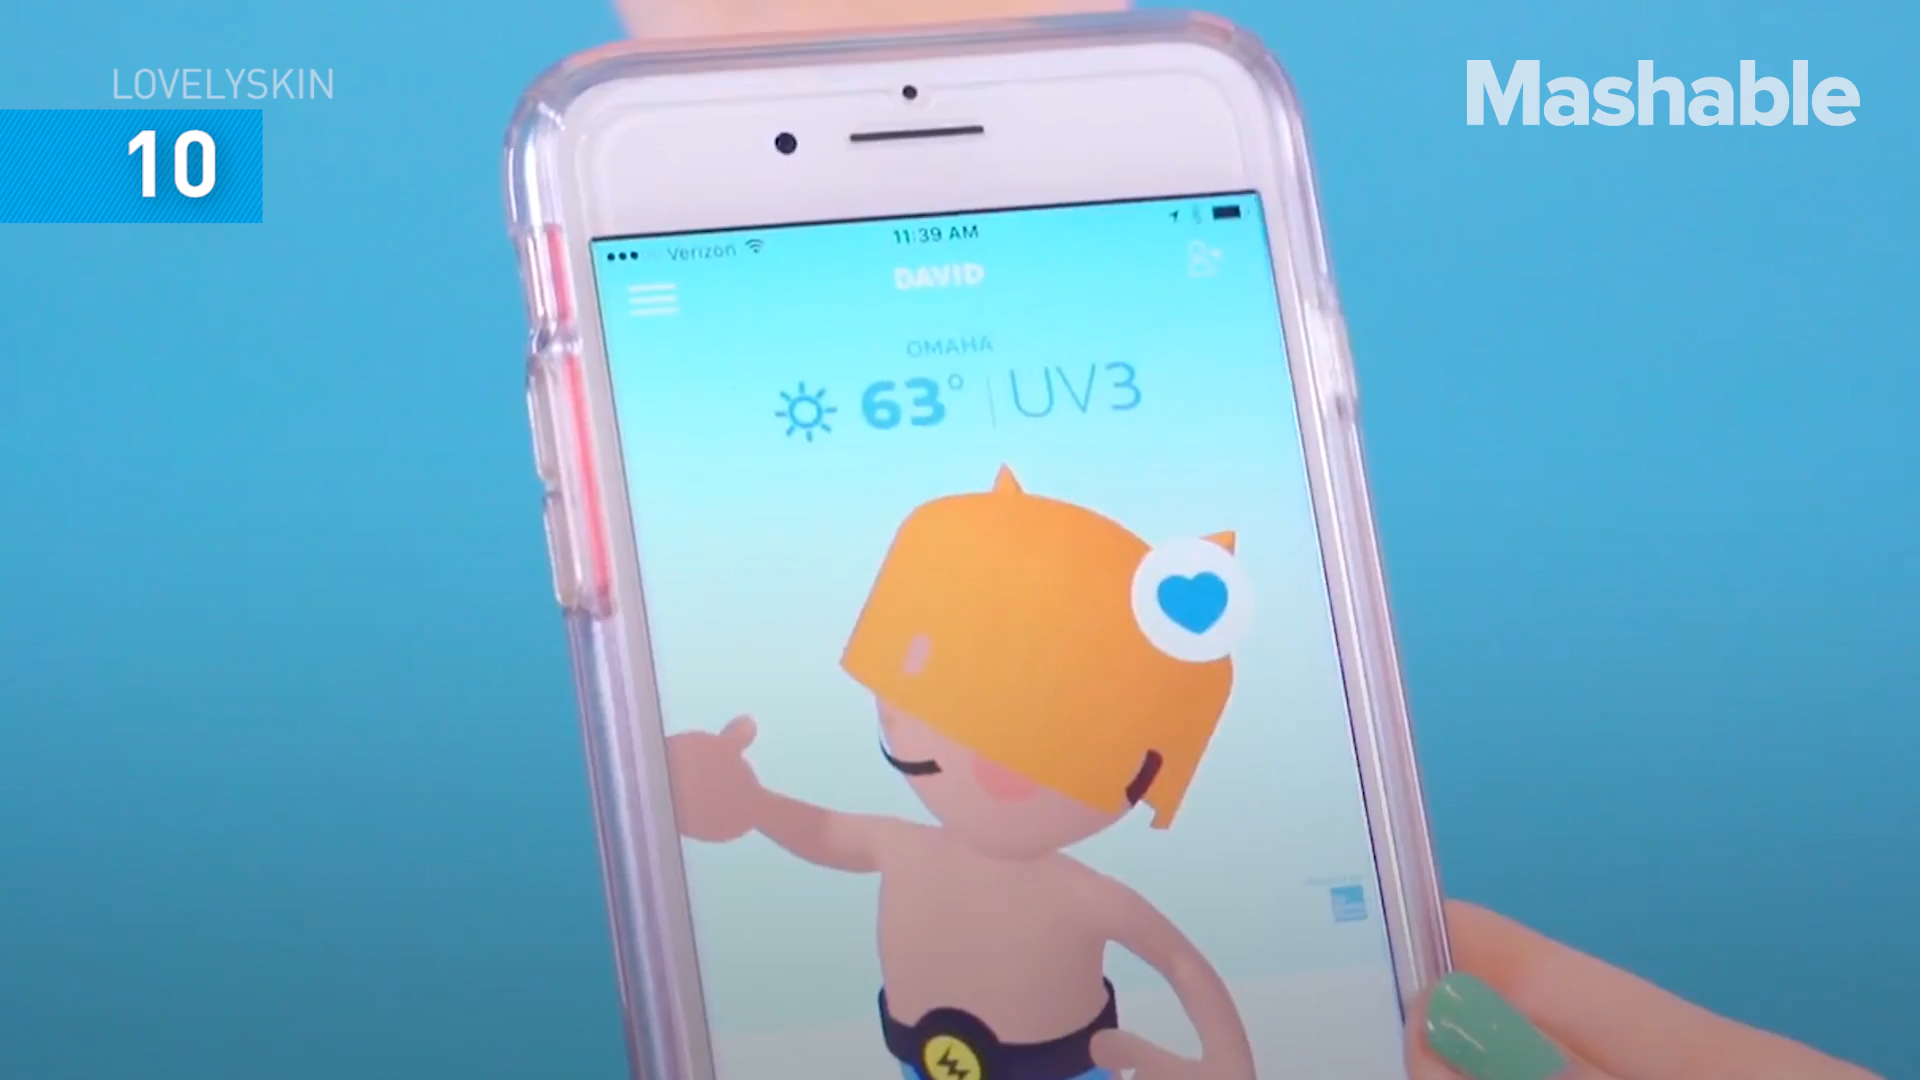 LOVELYSKIN
10
Mashable
Verizon
11:39 AM
DAVID
OMAHA
63° | UV3